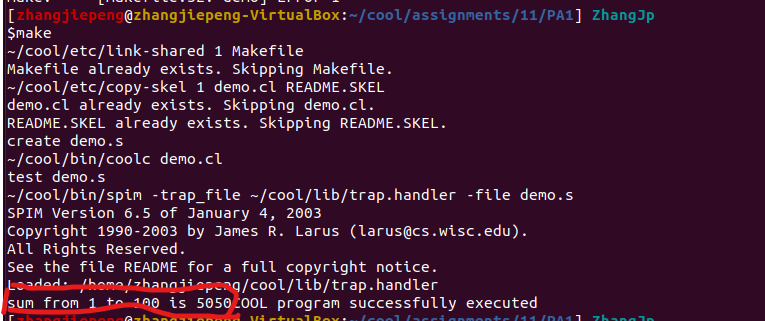 [zhangjiepeng@zhangjiepeng-VirtualBox:~/cool/assignments/11/PA1] ZhangJp
$make
~/cool/etc/link-shared 1 Makefile
Makefile already exists. Skipping Makefile.
~/cool/etc/copy-skel 1 demo.cl README.SKEL
demo.cl already exists. Skipping demo.cl.
README.SKEL already exists. Skipping README.SKEL.
create demo.s
~/cool/bin/coolc demo.cl
test demo.s
~/cool/bin/spim -trap_file ~/cool/lib/trap.handler -file demo.s
SPIM Version 6.5 of January 4, 2003
Copyright 1990-2003 by James R. Larus (larus@cs.wisc.edu).
All Rights Reserved.
See the file README for a full copyright notice.
Loaded: /home/zhangjiepeng/cool/lib/trap.handler
sum from 1 to 100 is 5050COOL program successfully executed
[zhangjiepeng@zhangjiepeng-VirtualBox:~/cool/assignments/11/PA1] ZhangJp